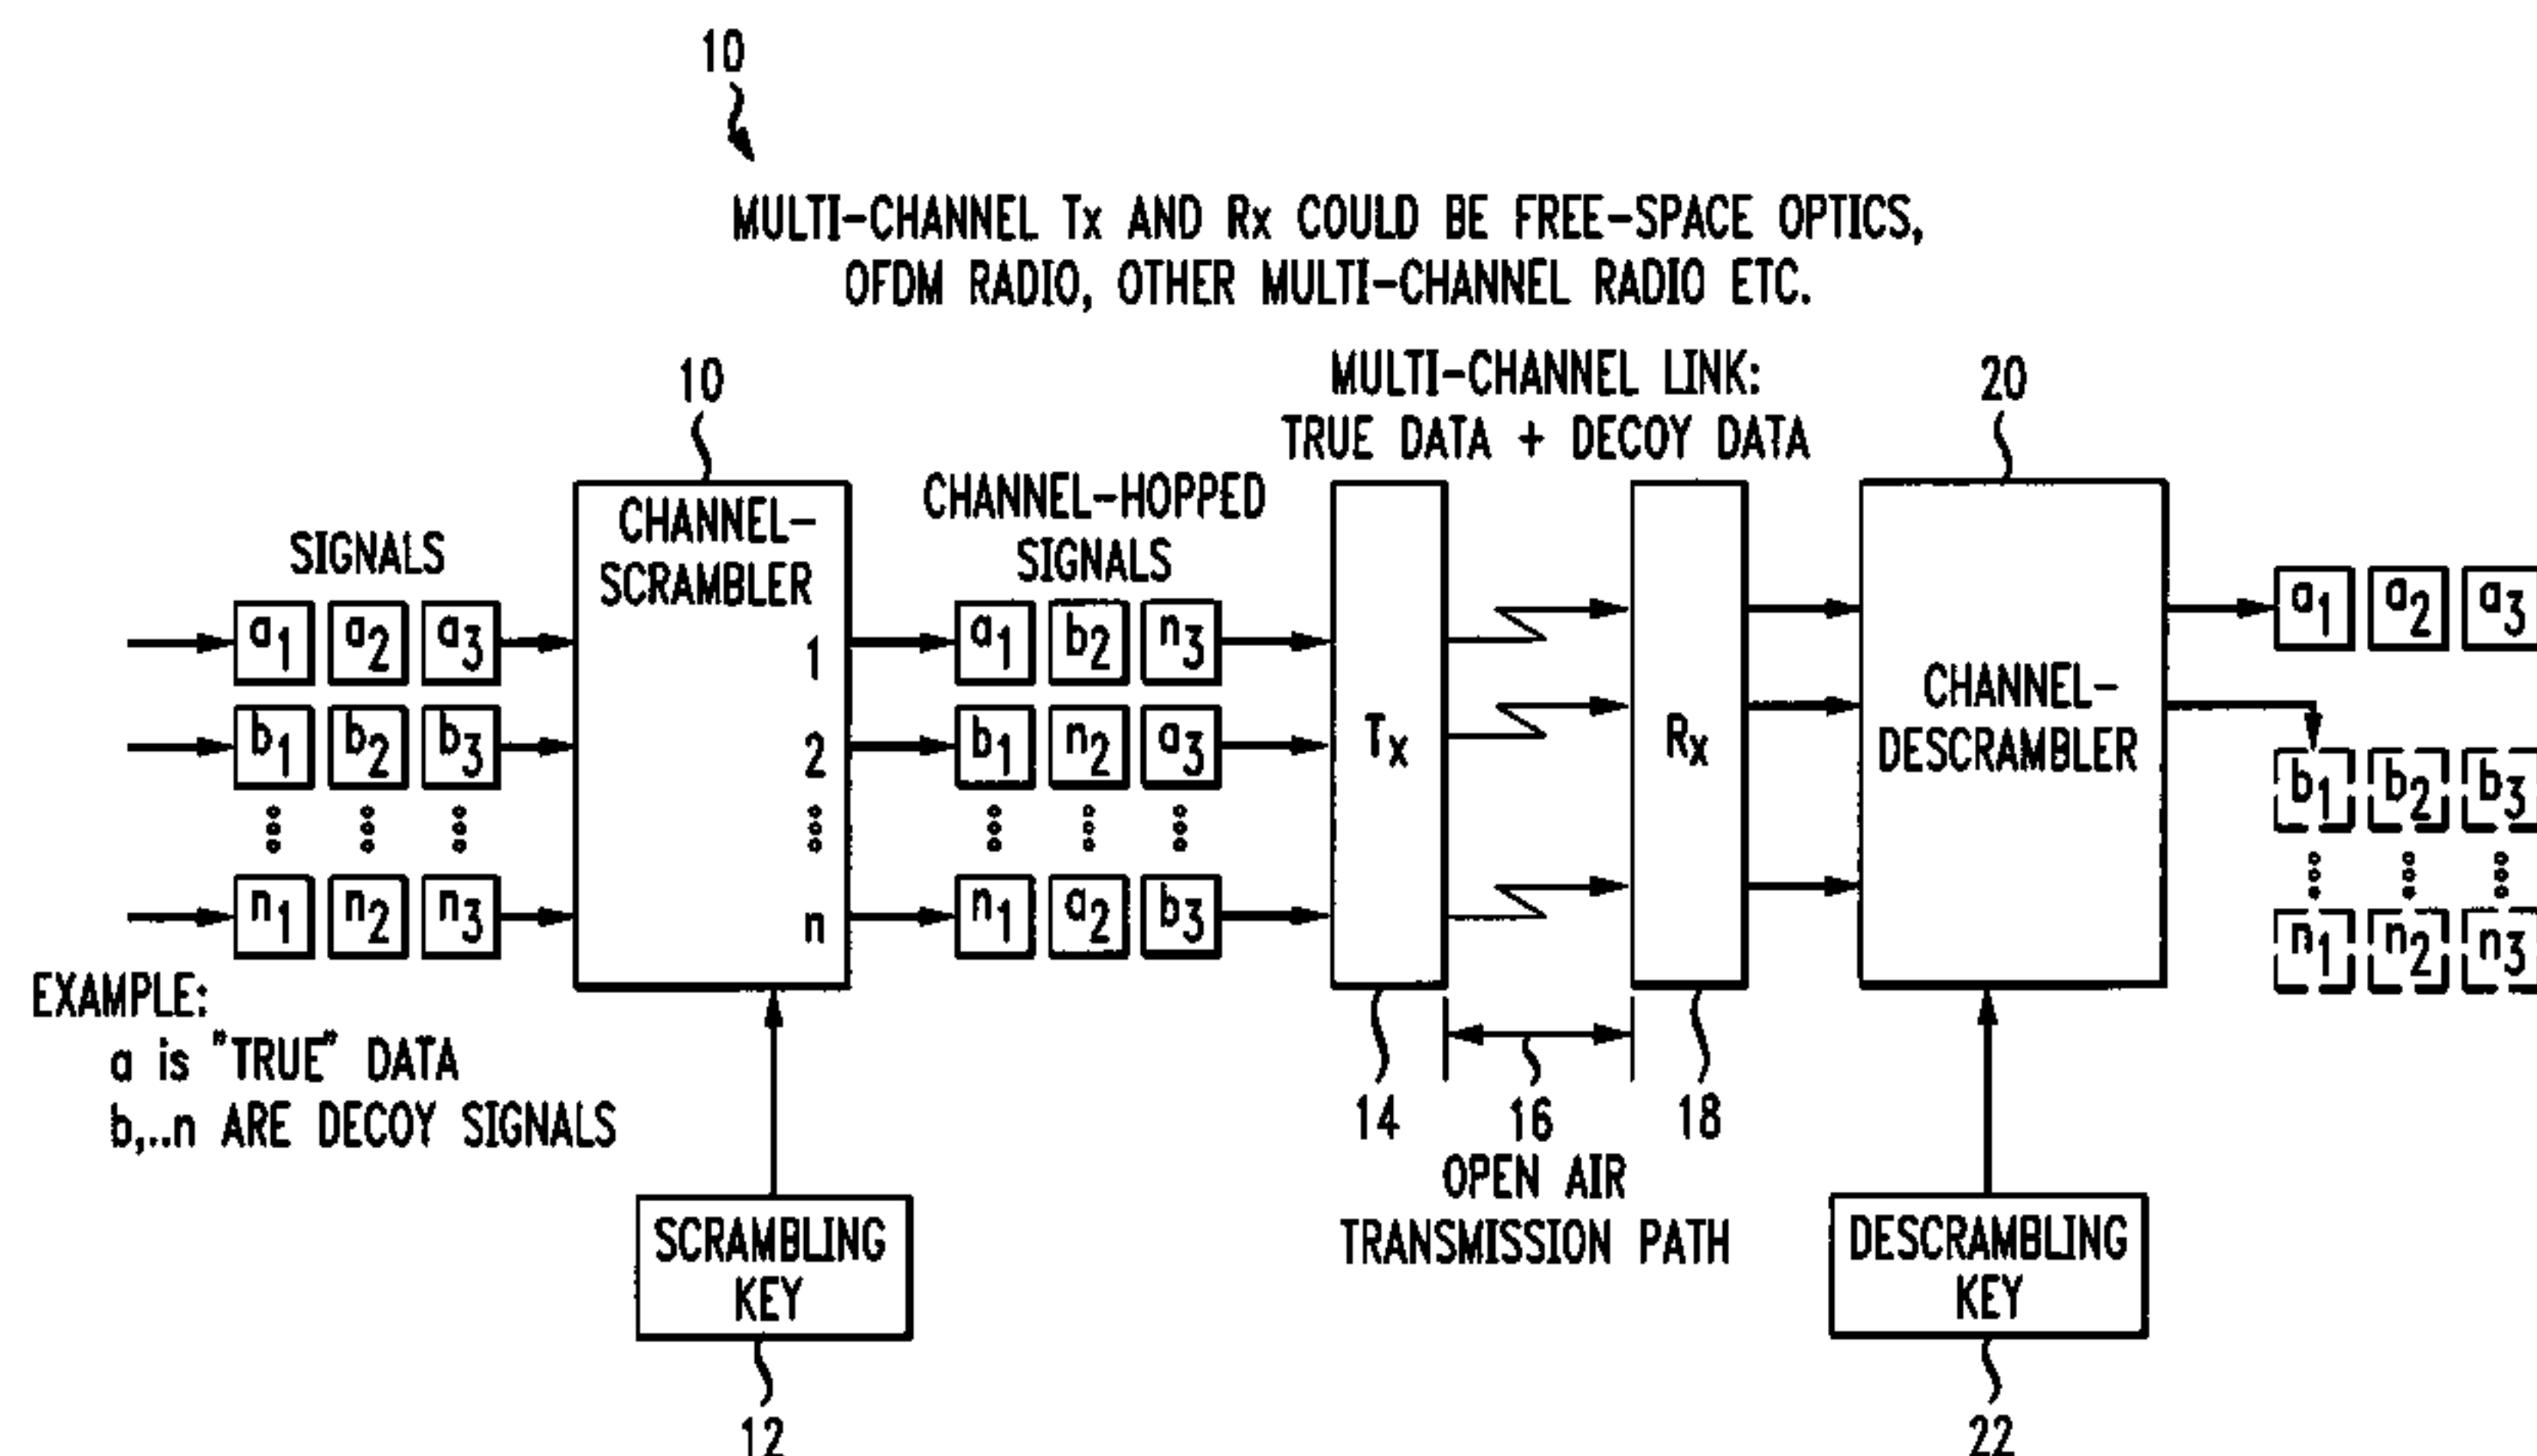 10
MULTI-CHANNEL Tx AND Rx COULD BE FREE-SPACE OPTICS,
OFDM RADIO, OTHER MULTI-CHANNEL RADIO ETC.
10
MULTI-CHANNEL LINK:
TRUE DATA + DECOY DATA
20
SIGNALS
CHANNEL-
SCRAMBLER
CHANNEL-HOPPED
SIGNALS
a1 a2 a3
b1 b2 b3
n1 n2 n3
1
2
n
a1 b2 n3
b1 n2 a3
n1 a2 b3
Tx
Rx
CHANNEL-
DESCRAMBLER
a1 a2 a3
b1 b2 b3
n1 n2 n3
EXAMPLE:
a is "TRUE" DATA
b,..n ARE DECOY SIGNALS
14
16
18
OPEN AIR
TRANSMISSION PATH
SCRAMBLING
KEY
12
DESCRAMBLING
KEY
22